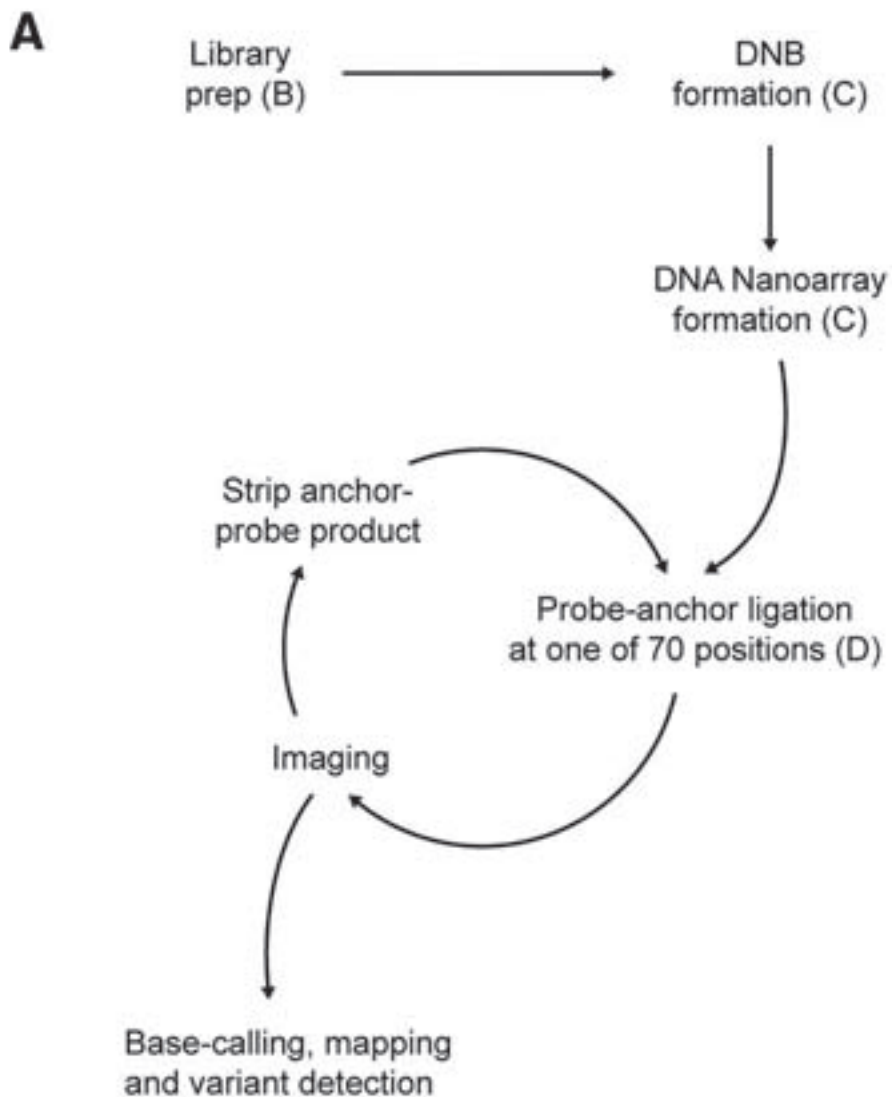 A
Library
prep (B)
DNB
formation (C)
DNA Nanoarray
formation (C)
Strip anchor-
probe product
Probe-anchor ligation
at one of 70 positions (D)
Imaging
Base-calling, mapping
and variant detection